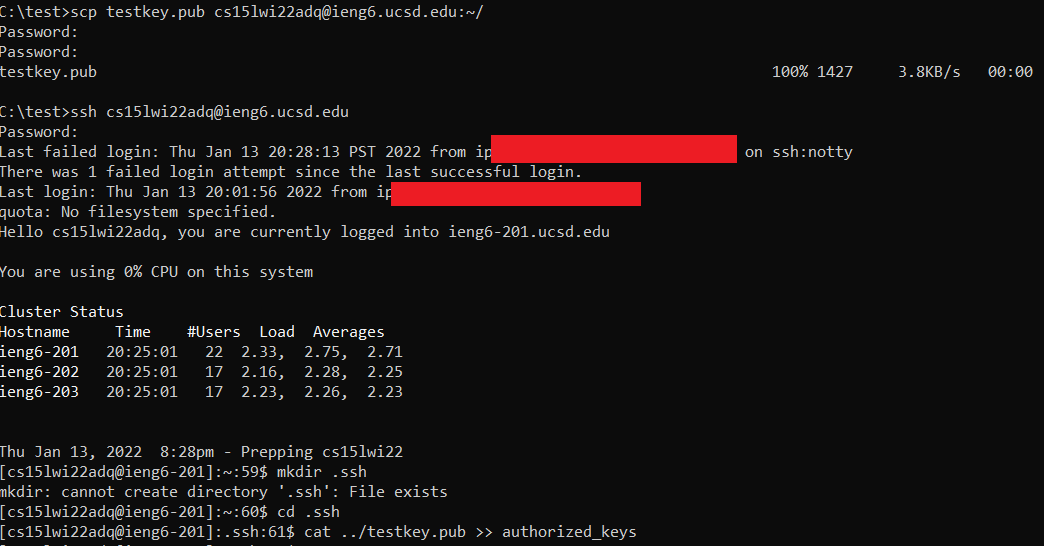 C:\test>scp testkey.pub cs15lwi22adq@ieng6.ucsd.edu:~/
Password:
Password:
testkey.pub 100% 1427 3.8KB/s 00:00
C:\test>ssh cs15lwi22adq@ieng6.ucsd.edu
Password:
Last failed login: Thu Jan 13 20:28:13 PST 2022 from ip on ssh:notty
There was 1 failed login attempt since the last successful login.
Last login: Thu Jan 13 20:01:56 2022 from ip
quota: No filesystem specified.
Hello cs15lwi22adq, you are currently logged into ieng6-201.ucsd.edu
You are using 0% CPU on this system
Cluster Status
Hostname Time #Users Load Averages
ieng6-201 20:25:01 22 2.33, 2.75, 2.71
ieng6-202 20:25:01 17 2.16, 2.28, 2.25
ieng6-203 20:25:01 17 2.23, 2.26, 2.23
Thu Jan 13, 2022 8:28pm - Prepping cs15lwi22
[cs15lwi22adq@ieng6-201]:~:59$ mkdir .ssh
mkdir: cannot create directory '.ssh': File exists
[cs15lwi22adq@ieng6-201]:~:60$ cd .ssh
[cs15lwi22adq@ieng6-201]:.ssh:61$ cat ../testkey.pub >> authorized_keys